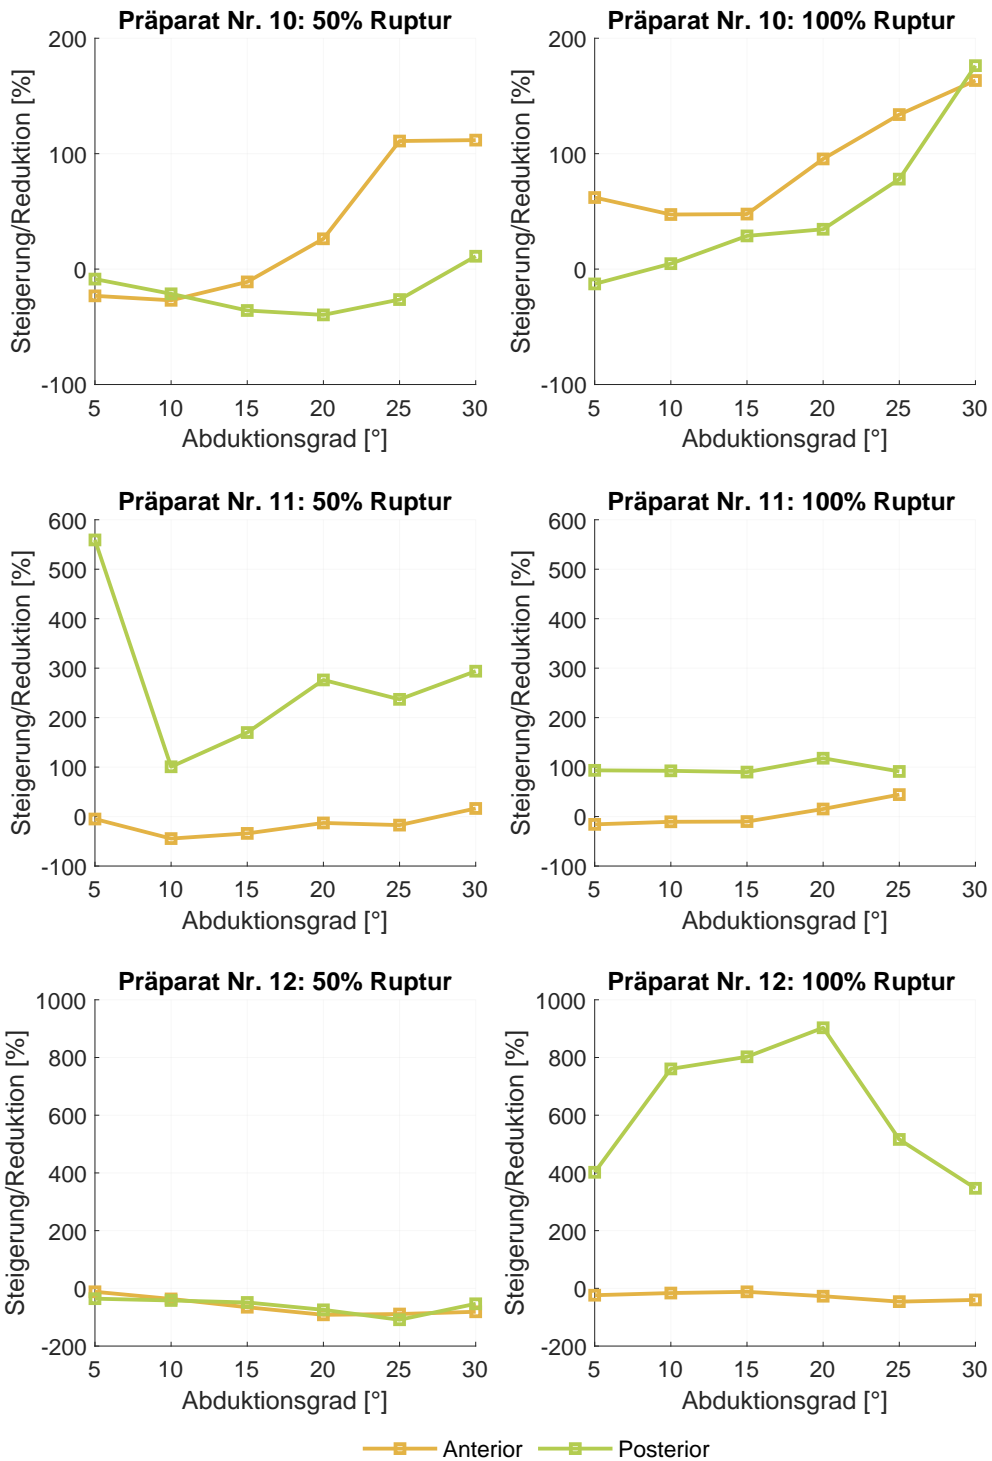 Präparat Nr. 10: 50% Ruptur
Steigerung/Reduktion [%]
200
100
0
-100
5 10 15 20 25 30
Abduktionsgrad [°]
Präparat Nr. 10: 100% Ruptur
Steigerung/Reduktion [%]
200
100
0
-100
5 10 15 20 25 30
Abduktionsgrad [°]
Präparat Nr. 11: 50% Ruptur
Steigerung/Reduktion [%]
600
500
400
300
200
100
0
-100
5 10 15 20 25 30
Abduktionsgrad [°]
Präparat Nr. 11: 100% Ruptur
Steigerung/Reduktion [%]
600
500
400
300
200
100
0
-100
5 10 15 20 25 30
Abduktionsgrad [°]
Präparat Nr. 12: 50% Ruptur
Steigerung/Reduktion [%]
1000
800
600
400
200
0
-200
5 10 15 20 25 30
Abduktionsgrad [°]
Präparat Nr. 12: 100% Ruptur
Steigerung/Reduktion [%]
1000
800
600
400
200
0
-200
5 10 15 20 25 30
Abduktionsgrad [°]
Anterior Posterior